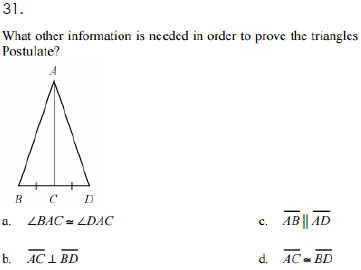 31.
What other information is needed in order to prove the triangles
Postulate?
A
B C D
a. ∠BAC ≅ ∠DAC
c. AB || AD
b. AC ⊥ BD
d. AC ≅ BD